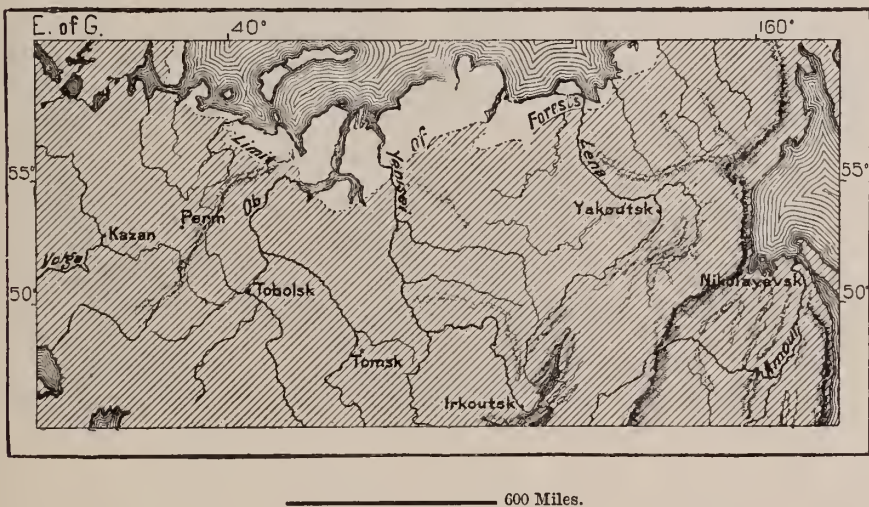 E. of G.
40°
160°
Limit
of
Forests
55°
55°
Ob
Yenisei
Lena
Perm
Yakoutsk
Kazan
Volga
Nikolayevsk
50°
Tobolsk
50°
Tomsk
Amour
Irkoutsk
600 Miles.